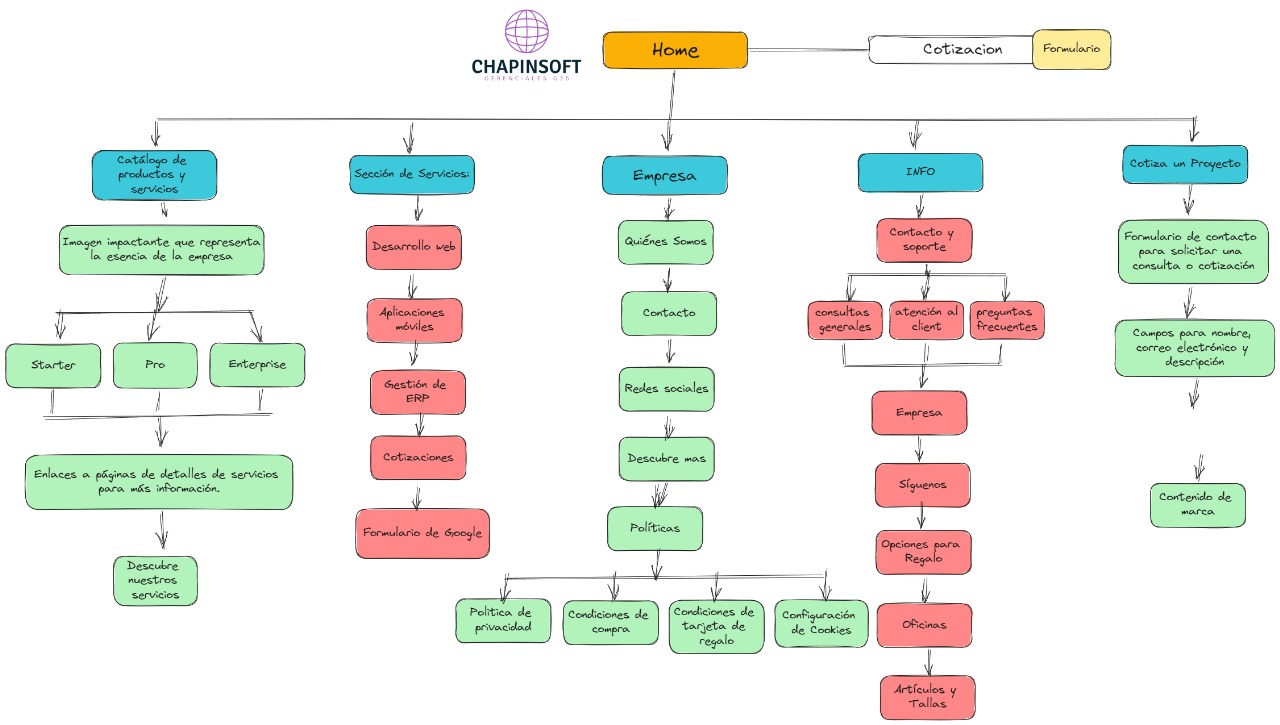 CHAPINSOFT
GERENCIALES G25
Home
Cotizacion
Formulario
Catálogo de
productos y
servicios
Imagen impactante que representa
la esencia de la empresa
Starter
Pro
Enterprise
Enlaces a páginas de detalles de servicios
para más información.
Descubre
nuestros
servicios
Sección de Servicios:
Desarrollo web
Aplicaciones
móviles
Gestión de
ERP
Cotizaciones
Formulario de Google
Empresa
Quiénes Somos
Contacto
Redes sociales
Descubre mas
Políticas
Politica de
privacidad
Condiciones de
compra
Condiciones de
tarjeta de
regalo
Configuración
de Cookies
INFO
Contacto y
soporte
consultas
generales
atención al
client
preguntas
frecuentes
Empresa
Síguenos
Opciones para
Regalo
Oficinas
Artículos y
Tallas
Cotiza un Proyecto
Formulario de contacto
para solicitar una
consulta o cotización
Campos para nombre,
correo electrónico y
descripción
Contenido de
marca